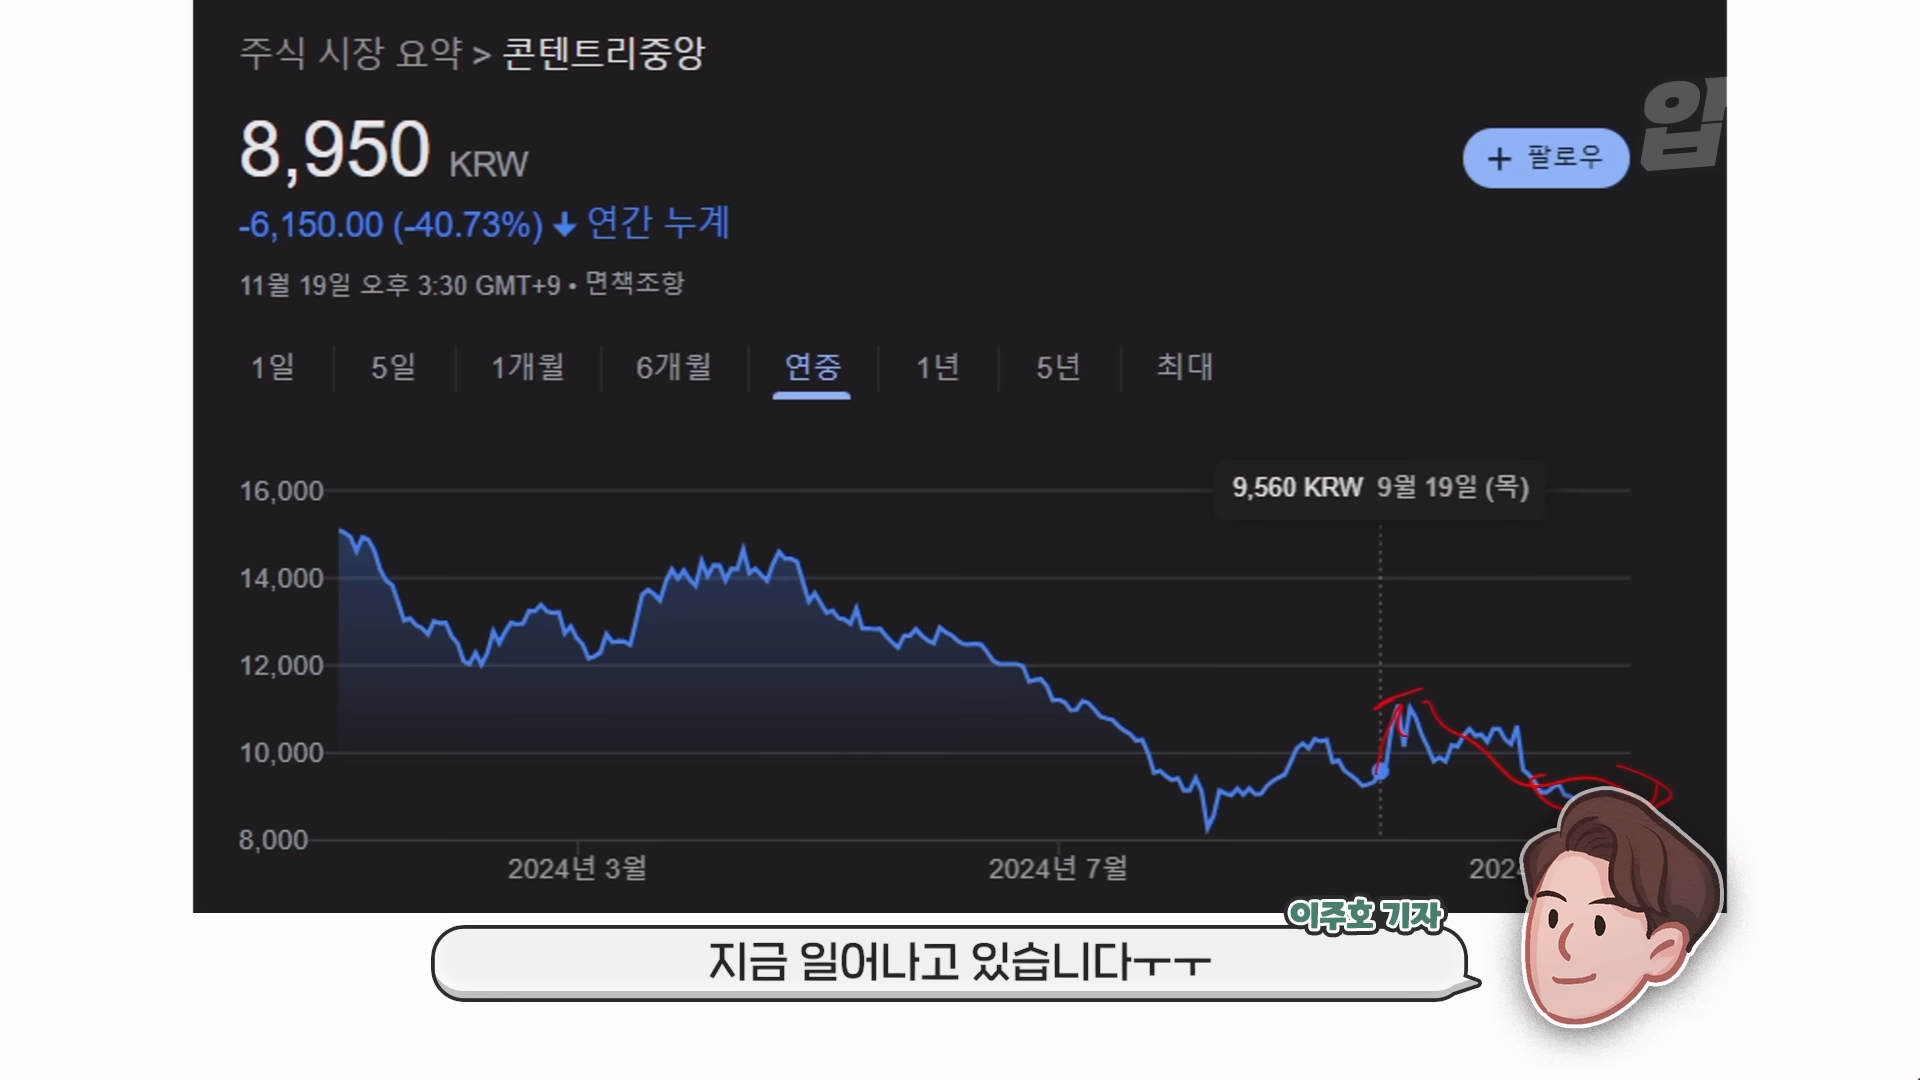 주식 시장 요약 > 콘텐트리중앙
8,950 KRW
+ 팔로우
-6,150.00 (-40.73%) 연간 누계
11월 19일 오후 3:30 GMT+9 • 면책조항
1일 5일 1개월 6개월 연중 1년 5년 최대
9,560 KRW 9월 19일 (목)
16,000
14,000
12,000
10,000
8,000
2024년 3월 2024년 7월
이주호 기자
지금 일어나고 있습니다ㅜㅜ